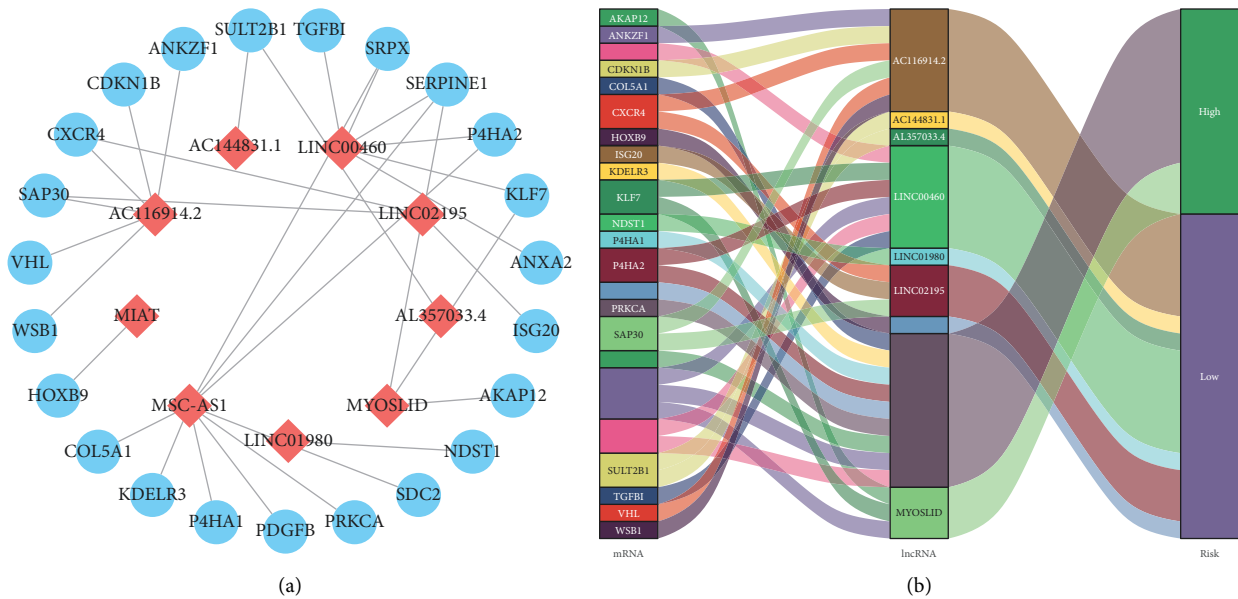 SULT2B1
TGFBI
ANKZF1
SRPX
CDKN1B
SERPINE1
CXCR4
P4HA2
AC144831.1
LINC00460
SAP30
KLF7
AC116914.2
LINC02195
VHL
ANXA2
MIAT
AL357033.4
WSB1
ISG20
HOXB9
AKAP12
MSC-AS1
MYOSLID
COL5A1
LINC01980
NDST1
KDELR3
SDC2
P4HA1
PDGFB
PRKCA
(a)
AKAP12
ANKZF1
CDKN1B
COL5A1
CXCR4
HOXB9
ISG20
KDELR3
KLF7
NDST1
P4HA1
P4HA2
PRKCA
SAP30
SULT2B1
TGFBI
VHL
WSB1
mRNA
AC116914.2
AC144831.1
AL357033.4
LINC00460
LINC01980
LINC02195
MYOSLID
lncRNA
High
Low
Risk
(b)